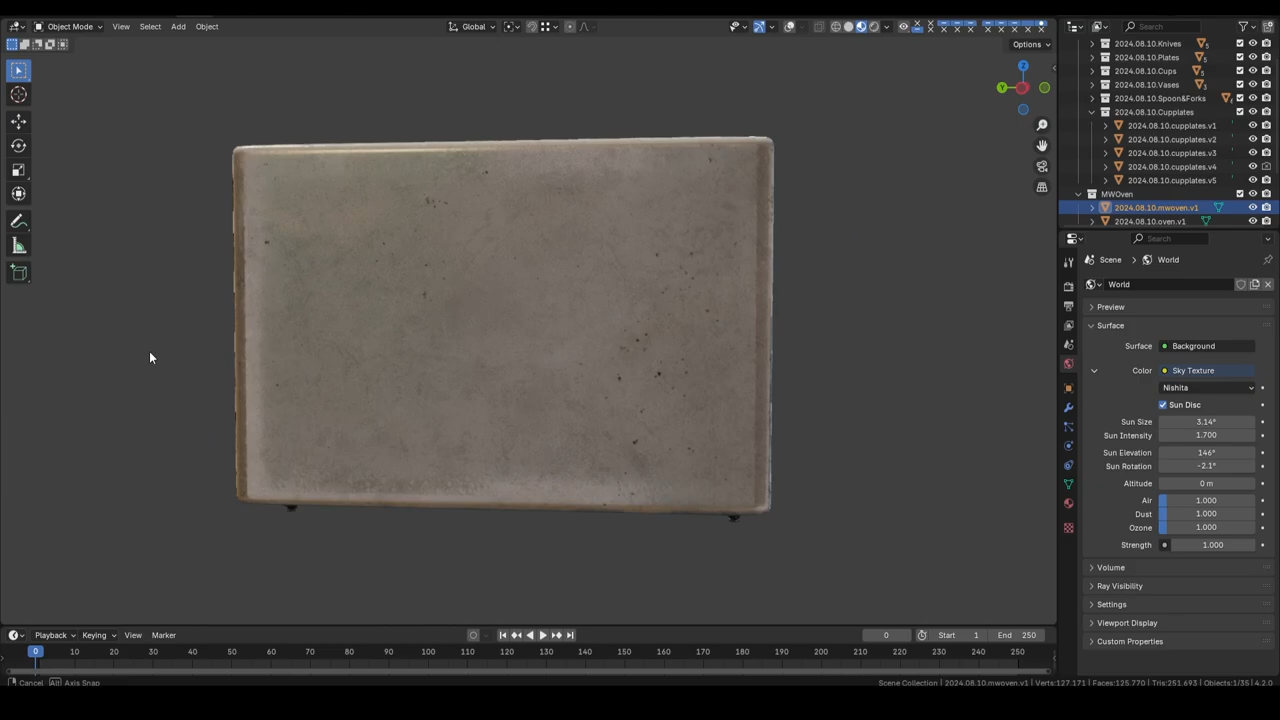 Object Mode View Select Add Object Global
Options
Z
Y
Search
2024.08.10.Knives 5
2024.08.10.Plates 5
2024.08.10.Cups 5
2024.08.10.Vases 3
2024.08.10.Spoon&Forks
2024.08.10.Cupplates
2024.08.10.cupplates.v1
2024.08.10.cupplates.v2
2024.08.10.cupplates.v3
2024.08.10.cupplates.v4
2024.08.10.cupplates.v5
MWOven
2024.08.10.mwoven.v1
2024.08.10.oven.v1
Search
Scene World
World
Preview
Surface
Surface Background
Color Sky Texture
Nishita
Sun Disc
Sun Size 3.14°
Sun Intensity 1.700
Sun Elevation 146°
Sun Rotation -2.1°
Altitude 0 m
Air 1.000
Dust 1.000
Ozone 1.000
Strength 1.000
Volume
Ray Visibility
Settings
Viewport Display
Custom Properties
Playback Keying View Marker 0 Start 1 End 250
0 10 20 30 40 50 60 70 80 90 100 110 120 130 140 150 160 170 180 190 200 210 220 230 240 250
Cancel Alt Axis Snap
Scene Collection | 2024.08.10.mwoven.v1 | Verts:127,171 | Faces:125,770 | Tris:251,693 | Objects:1/35 | 4.2.0